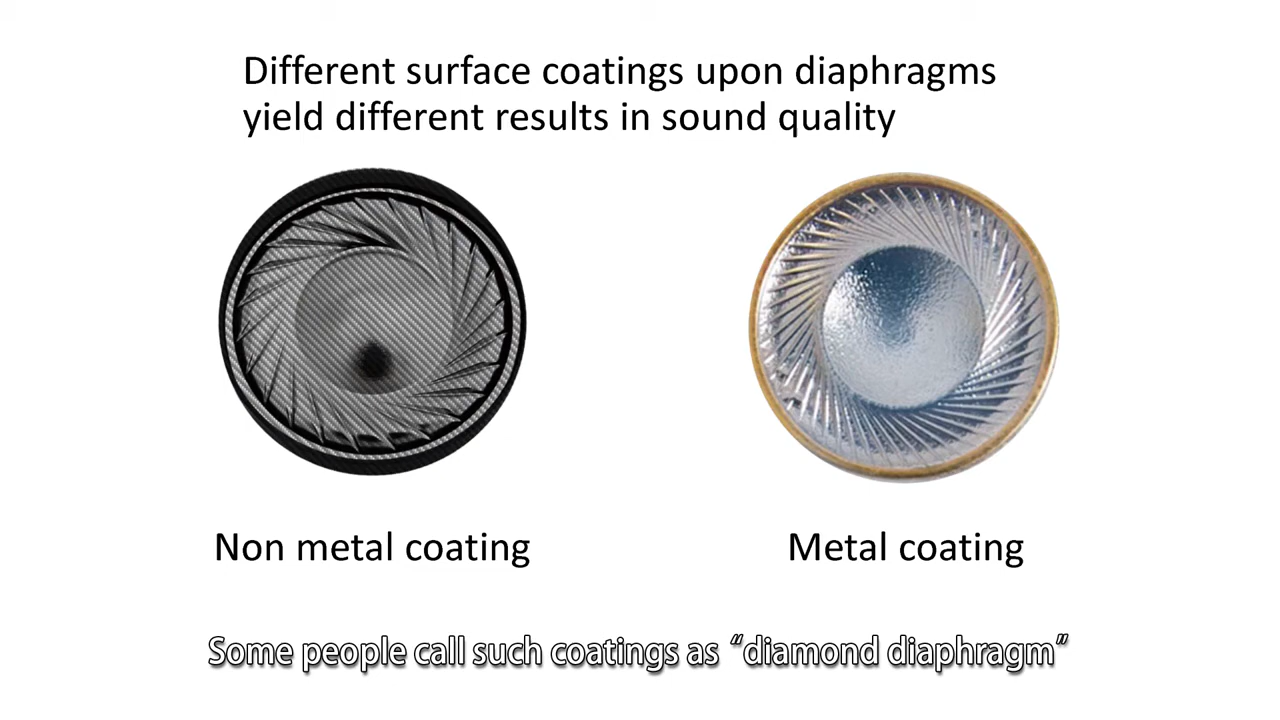 Different surface coatings upon diaphragms
yield different results in sound quality
Non metal coating
Metal coating
Some people call such coatings as “diamond diaphragm”